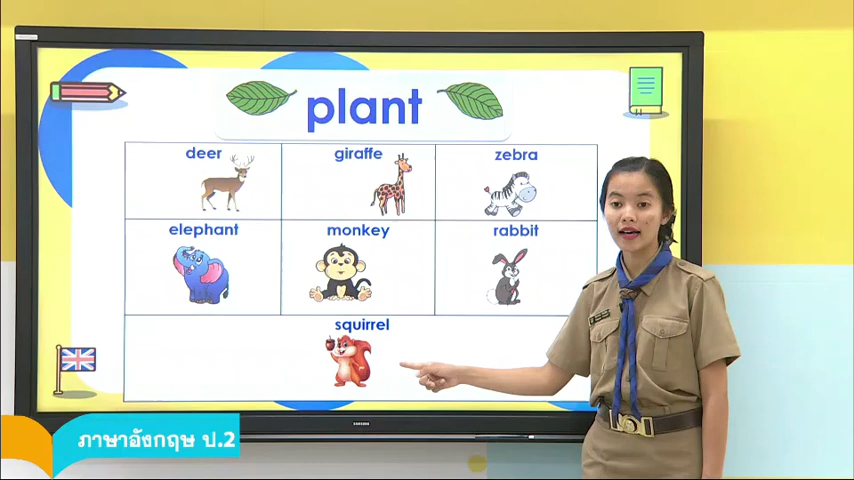 plant
deer giraffe zebra
elephant monkey rabbit
squirrel
SAMSUNG
ภาษาอังกฤษ ป.2